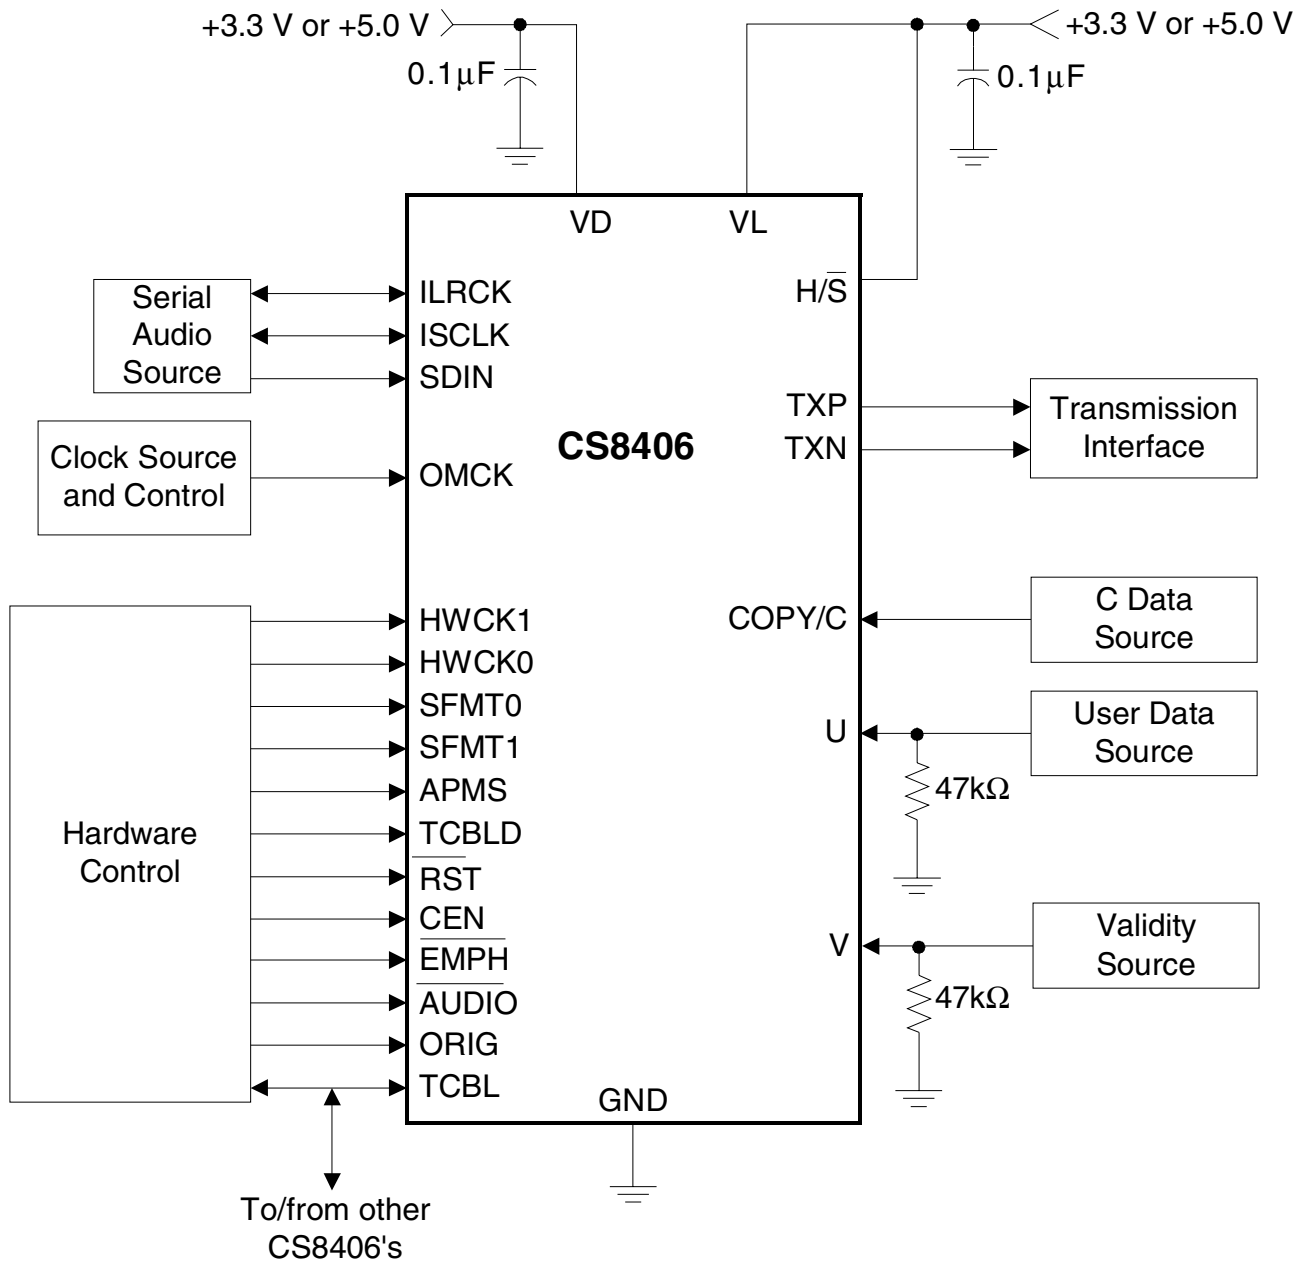 +3.3 V or +5.0 V
+3.3 V or +5.0 V
0.1µF
0.1µF
VD
VL
Serial
Audio
Source
ILRCK
ISCLK
SDIN
H/S̅
Clock Source
and Control
OMCK
CS8406
TXP
TXN
Transmission
Interface
Hardware
Control
HWCK1
HWCK0
SFMT0
SFMT1
APMS
TCBLD
R̅S̅T̅
CEN
E̅M̅P̅H̅
A̅U̅D̅I̅O̅
ORIG
TCBL
COPY/C
C Data
Source
U
User Data
Source
47kΩ
V
Validity
Source
47kΩ
GND
To/from other
CS8406's